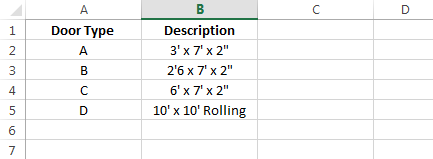 A B C D
1 Door Type Description
2 A 3' x 7' x 2"
3 B 2'6 x 7' x 2"
4 C 6' x 7' x 2"
5 D 10' x 10' Rolling
6
7